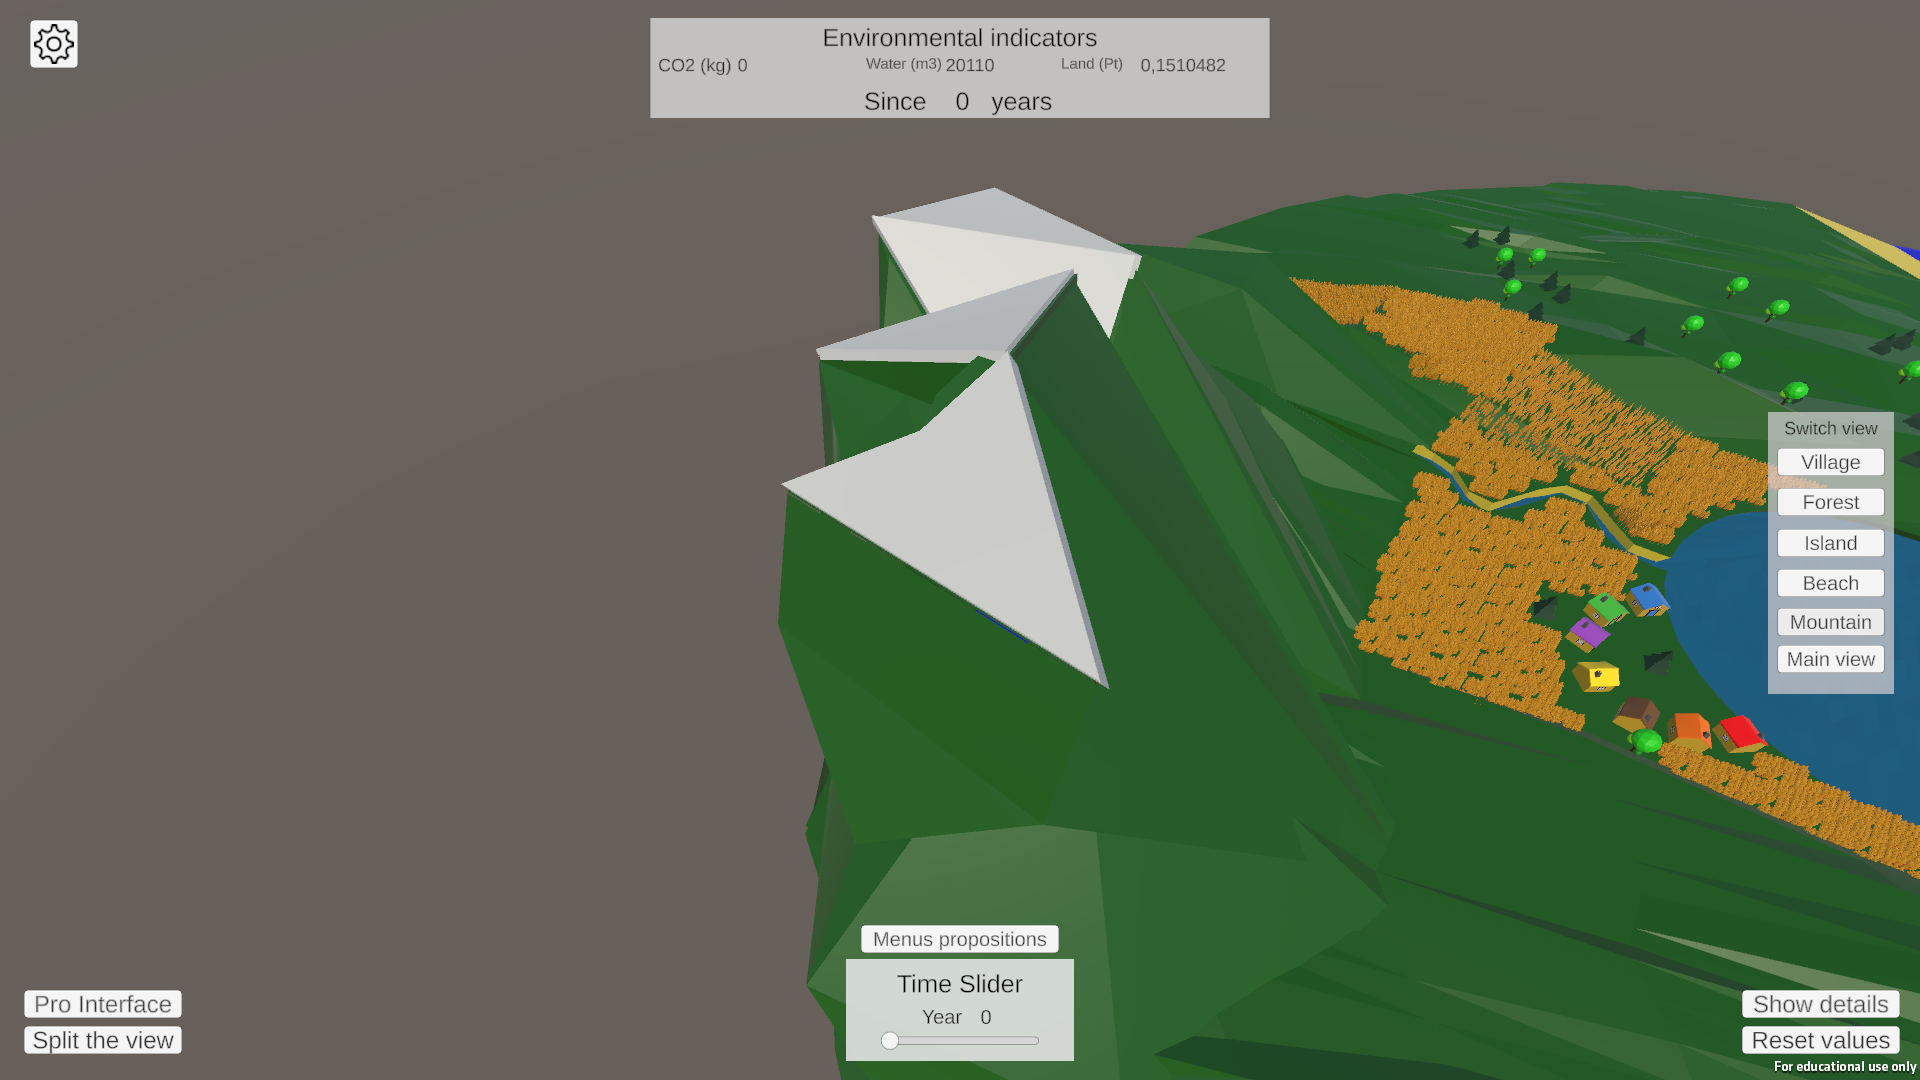 Environmental indicators
CO2 (kg) 0 Water (m3) 20110 Land (Pt) 0,1510482
Since 0 years
Switch view
Village
Forest
Island
Beach
Mountain
Main view
Menus propositions
Time Slider
Year 0
Pro Interface
Split the view
Show details
Reset values
For educational use only